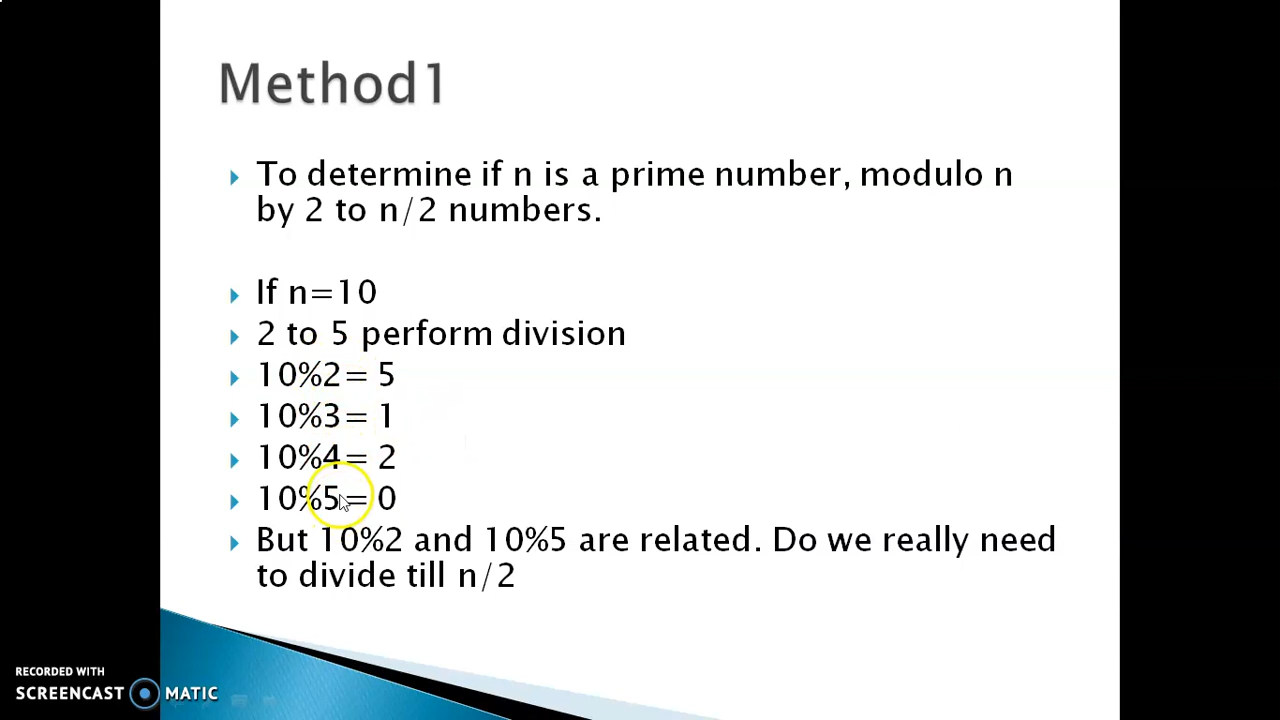 Method1
To determine if n is a prime number, modulo n
by 2 to n/2 numbers.
If n=10
2 to 5 perform division
10%2= 5
10%3= 1
10%4= 2
10%5= 0
But 10%2 and 10%5 are related. Do we really need
to divide till n/2
RECORDED WITH
SCREENCAST MATIC